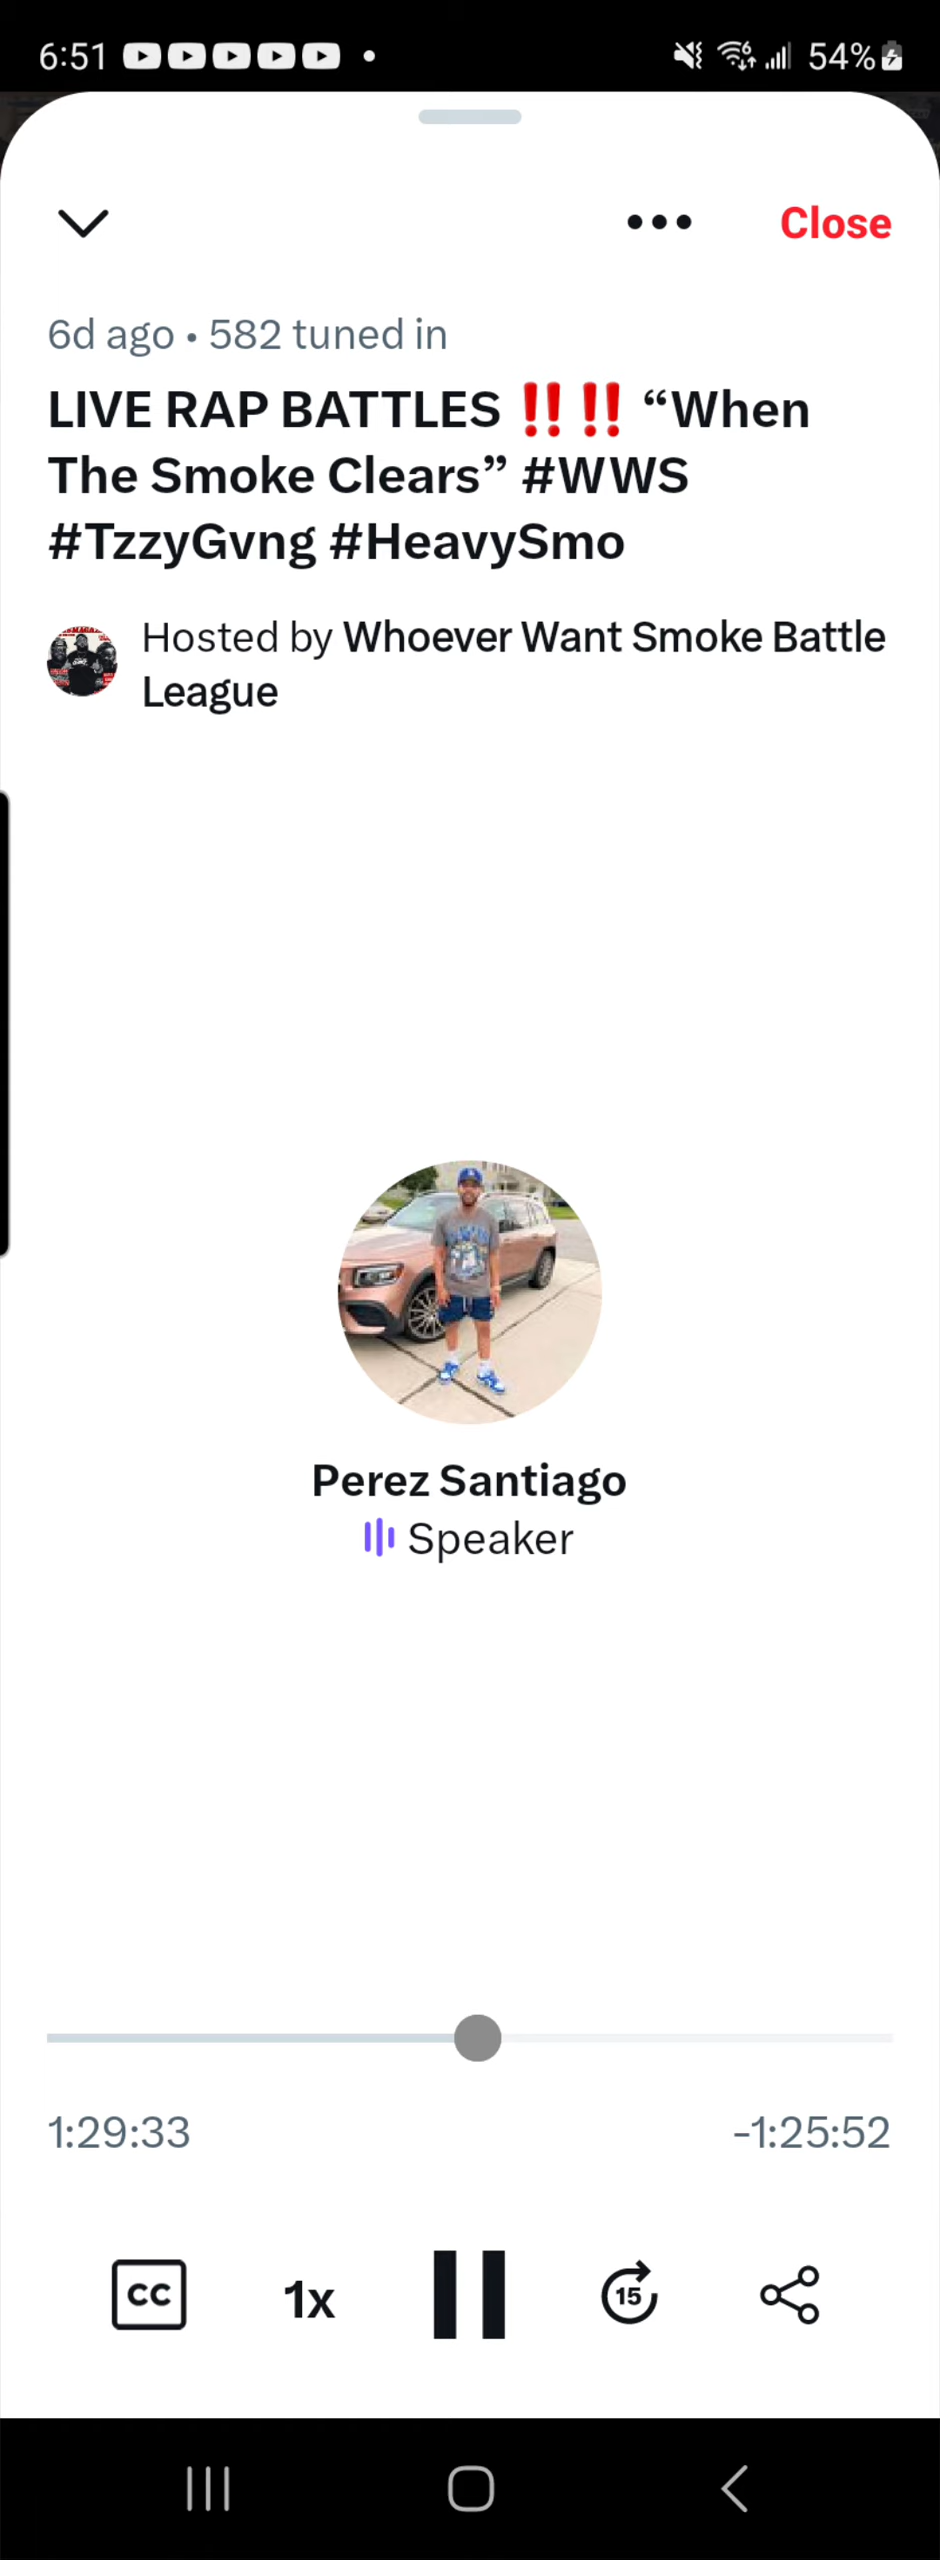 6:51 54%
Close
6d ago • 582 tuned in
LIVE RAP BATTLES ‼️ ‼️ “When
The Smoke Clears” #WWS
#TzzyGvng #HeavySmo
Hosted by Whoever Want Smoke Battle
League
Perez Santiago
Speaker
1:29:33 -1:25:52
CC 1x 15